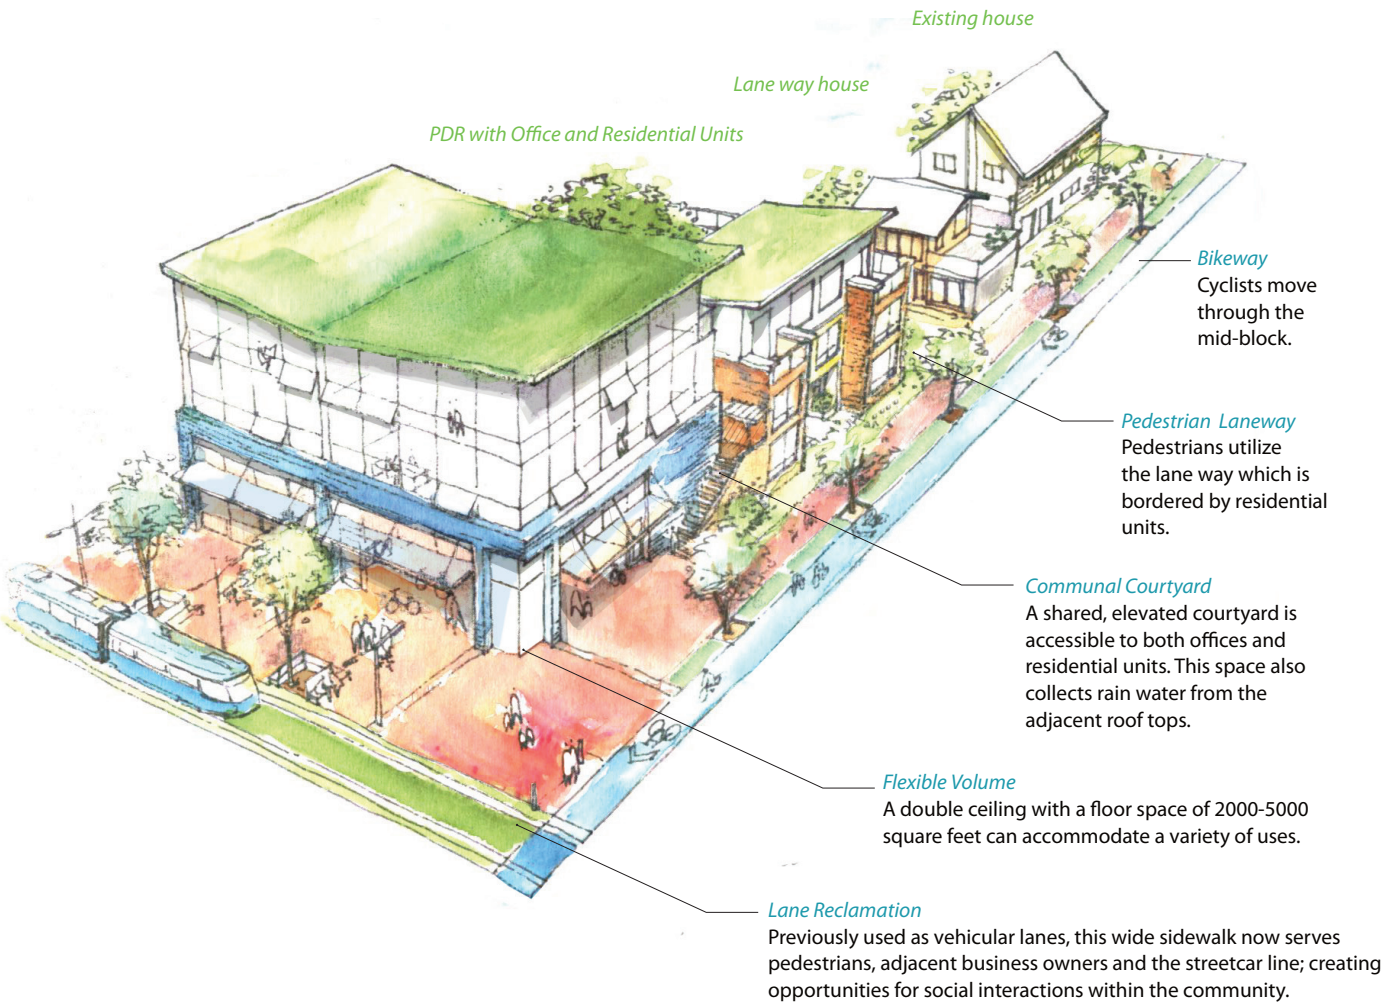 Existing house
Lane way house
PDR with Office and Residential Units
Bikeway
Cyclists move
through the
mid-block.
Pedestrian Laneway
Pedestrians utilize
the lane way which is
bordered by residential
units.
Communal Courtyard
A shared, elevated courtyard is
accessible to both offices and
residential units. This space also
collects rain water from the
adjacent roof tops.
Flexible Volume
A double ceiling with a floor space of 2000-5000
square feet can accommodate a variety of uses.
Lane Reclamation
Previously used as vehicular lanes, this wide sidewalk now serves
pedestrians, adjacent business owners and the streetcar line; creating
opportunities for social interactions within the community.